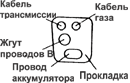 Кабель
трансмиссии
Кабель
газа
Жгут
проводов В
Провод
аккумулятора
Прокладка